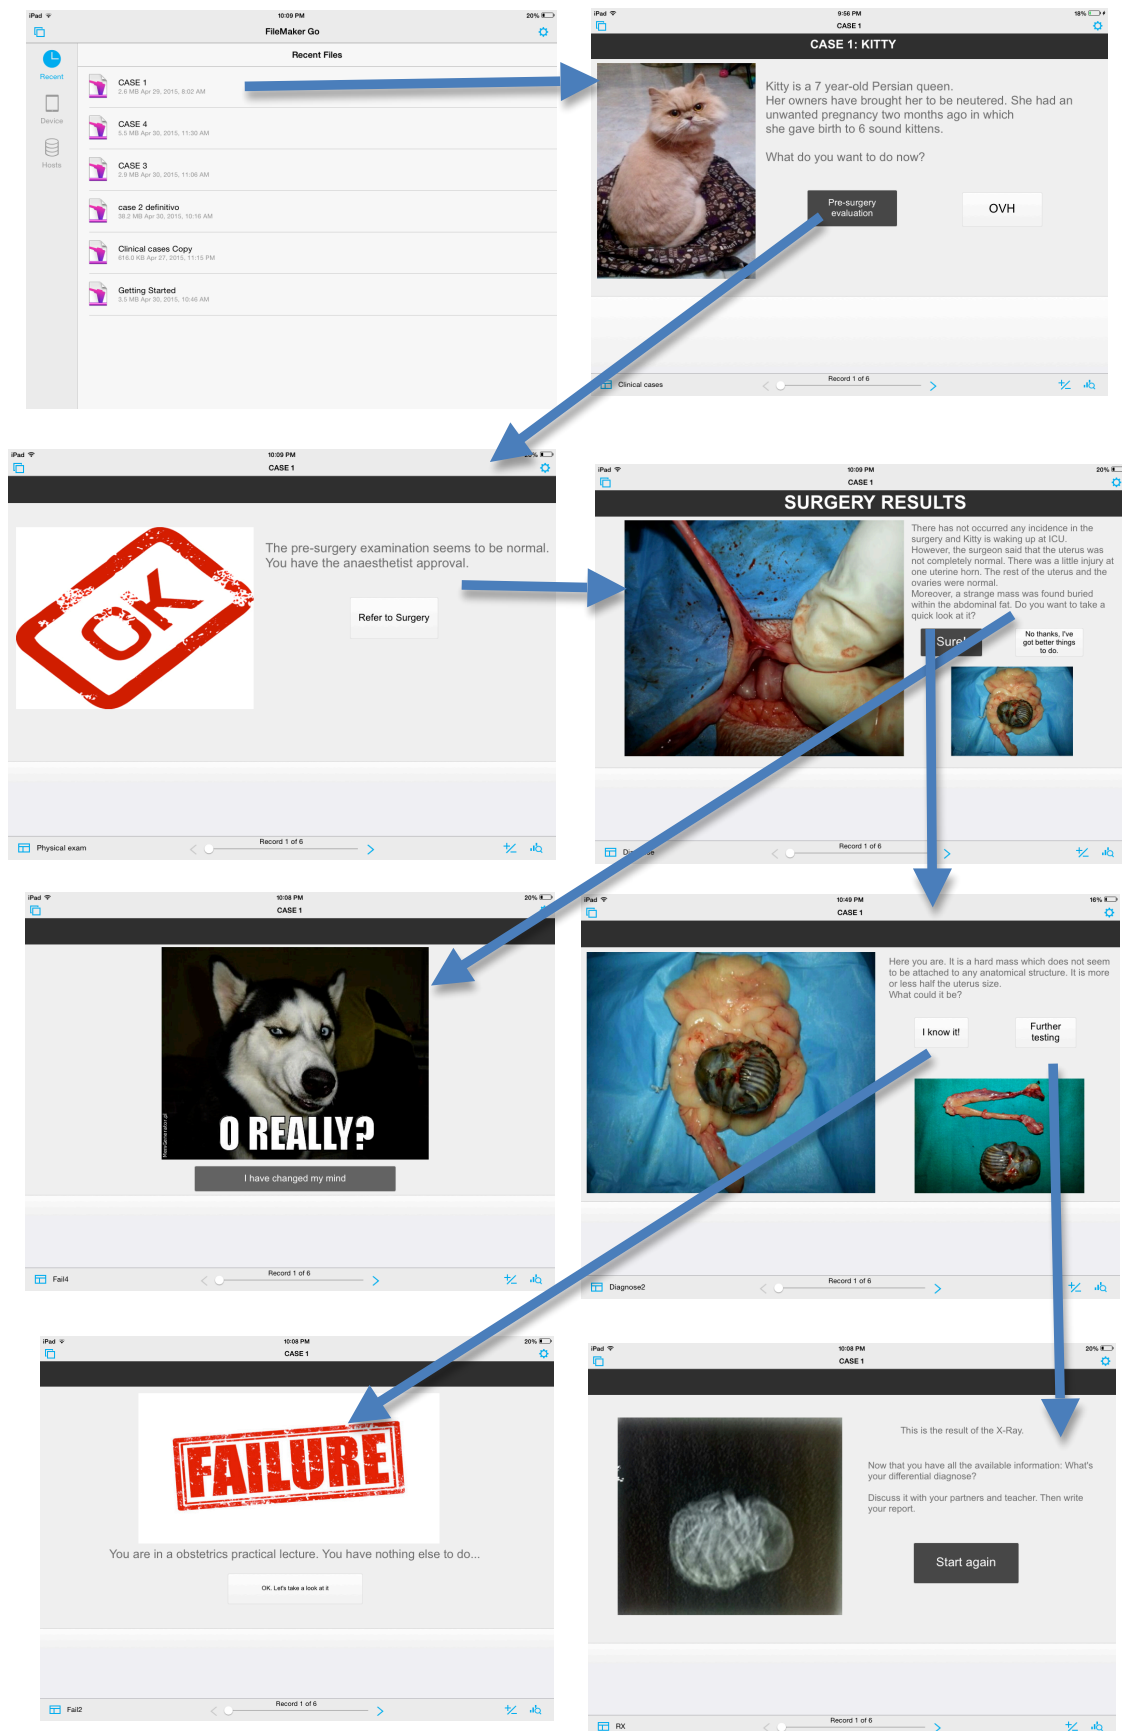 iPad 10:09 PM 20%
FileMaker Go
Recent Files
Recent
Device
Hosts
CASE 1
2.6 MB Apr 29, 2015, 8:02 AM
CASE 4
5.5 MB Apr 30, 2015, 11:30 AM
CASE 3
2.9 MB Apr 30, 2015, 11:06 AM
case 2 definitivo
38.2 MB Apr 30, 2015, 10:16 AM
Clinical cases Copy
616.0 KB Apr 27, 2015, 11:15 PM
Getting Started
3.5 MB Apr 30, 2015, 10:46 AM
iPad 9:56 PM 18%
CASE 1
CASE 1: KITTY
Kitty is a 7 year-old Persian queen.
Her owners have brought her to be neutered. She had an
unwanted pregnancy two months ago in which
she gave birth to 6 sound kittens.
What do you want to do now?
Pre-surgery
evaluation
OVH
Clinical cases
Record 1 of 6
iPad 10:09 PM 20%
CASE 1
OK
The pre-surgery examination seems to be normal.
You have the anaesthetist approval.
Refer to Surgery
Physical exam
Record 1 of 6
iPad 10:09 PM 20%
CASE 1
SURGERY RESULTS
There has not occurred any incidence in the
surgery and Kitty is waking up at ICU.
However, the surgeon said that the uterus was
not completely normal. There was a little injury at
one uterine horn. The rest of the uterus and the
ovaries were normal.
Moreover, a strange mass was found buried
within the abdominal fat. Do you want to take a
quick look at it?
Sure!
No thanks, I've
got better things
to do.
Record 1 of 6
iPad 10:08 PM 20%
CASE 1
MemGenerator.pl
O REALLY?
I have changed my mind
Fail4
Record 1 of 6
iPad 10:49 PM 16%
CASE 1
Here you are. It is a hard mass which does not seem
to be attached to any anatomical structure. It is more
or less half the uterus size.
What could it be?
I know it!
Further
testing
Diagnose2
Record 1 of 6
iPad 10:08 PM 20%
CASE 1
FAILURE
You are in a obstetrics practical lecture. You have nothing else to do...
OK. Let's take a look at it
Fail2
Record 1 of 6
iPad 10:08 PM 20%
CASE 1
This is the result of the X-Ray.
Now that you have all the available information: What's
your differential diagnose?
Discuss it with your partners and teacher. Then write
your report.
Start again
RX
Record 1 of 6